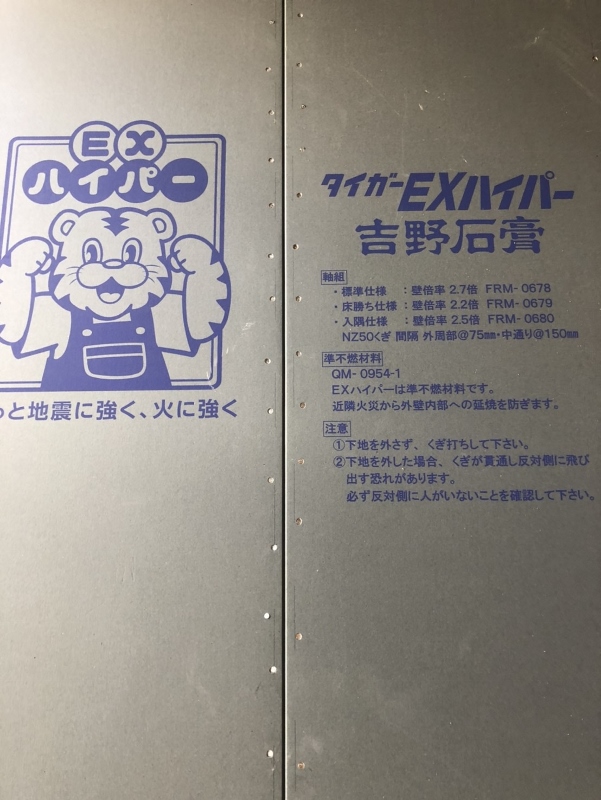 EX
ハイパー
っと地震に強く、火に強く
タイガーEXハイパー
吉野石膏
軸組
・標準仕様 ：壁倍率 2.7倍 FRM-0678
・床勝ち仕様：壁倍率 2.2倍 FRM-0679
・入隅仕様 ：壁倍率 2.5倍 FRM-0680
NZ50くぎ 間隔 外周部@75mm・中通り@150mm
準不燃材料
QM-0954-1
EXハイパーは準不燃材料です。
近隣火災から外壁内部への延焼を防ぎます。
注意
①下地を外さず、くぎ打ちして下さい。
②下地を外した場合、くぎが貫通し反対側に飛び
出す恐れがあります。
必ず反対側に人がいないことを確認して下さい。